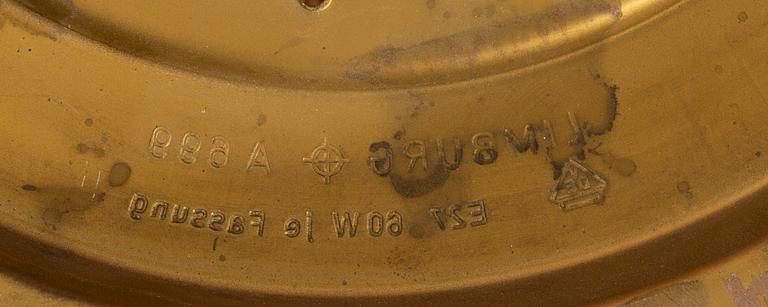 LIMBURG A
E27 60W je Fassung